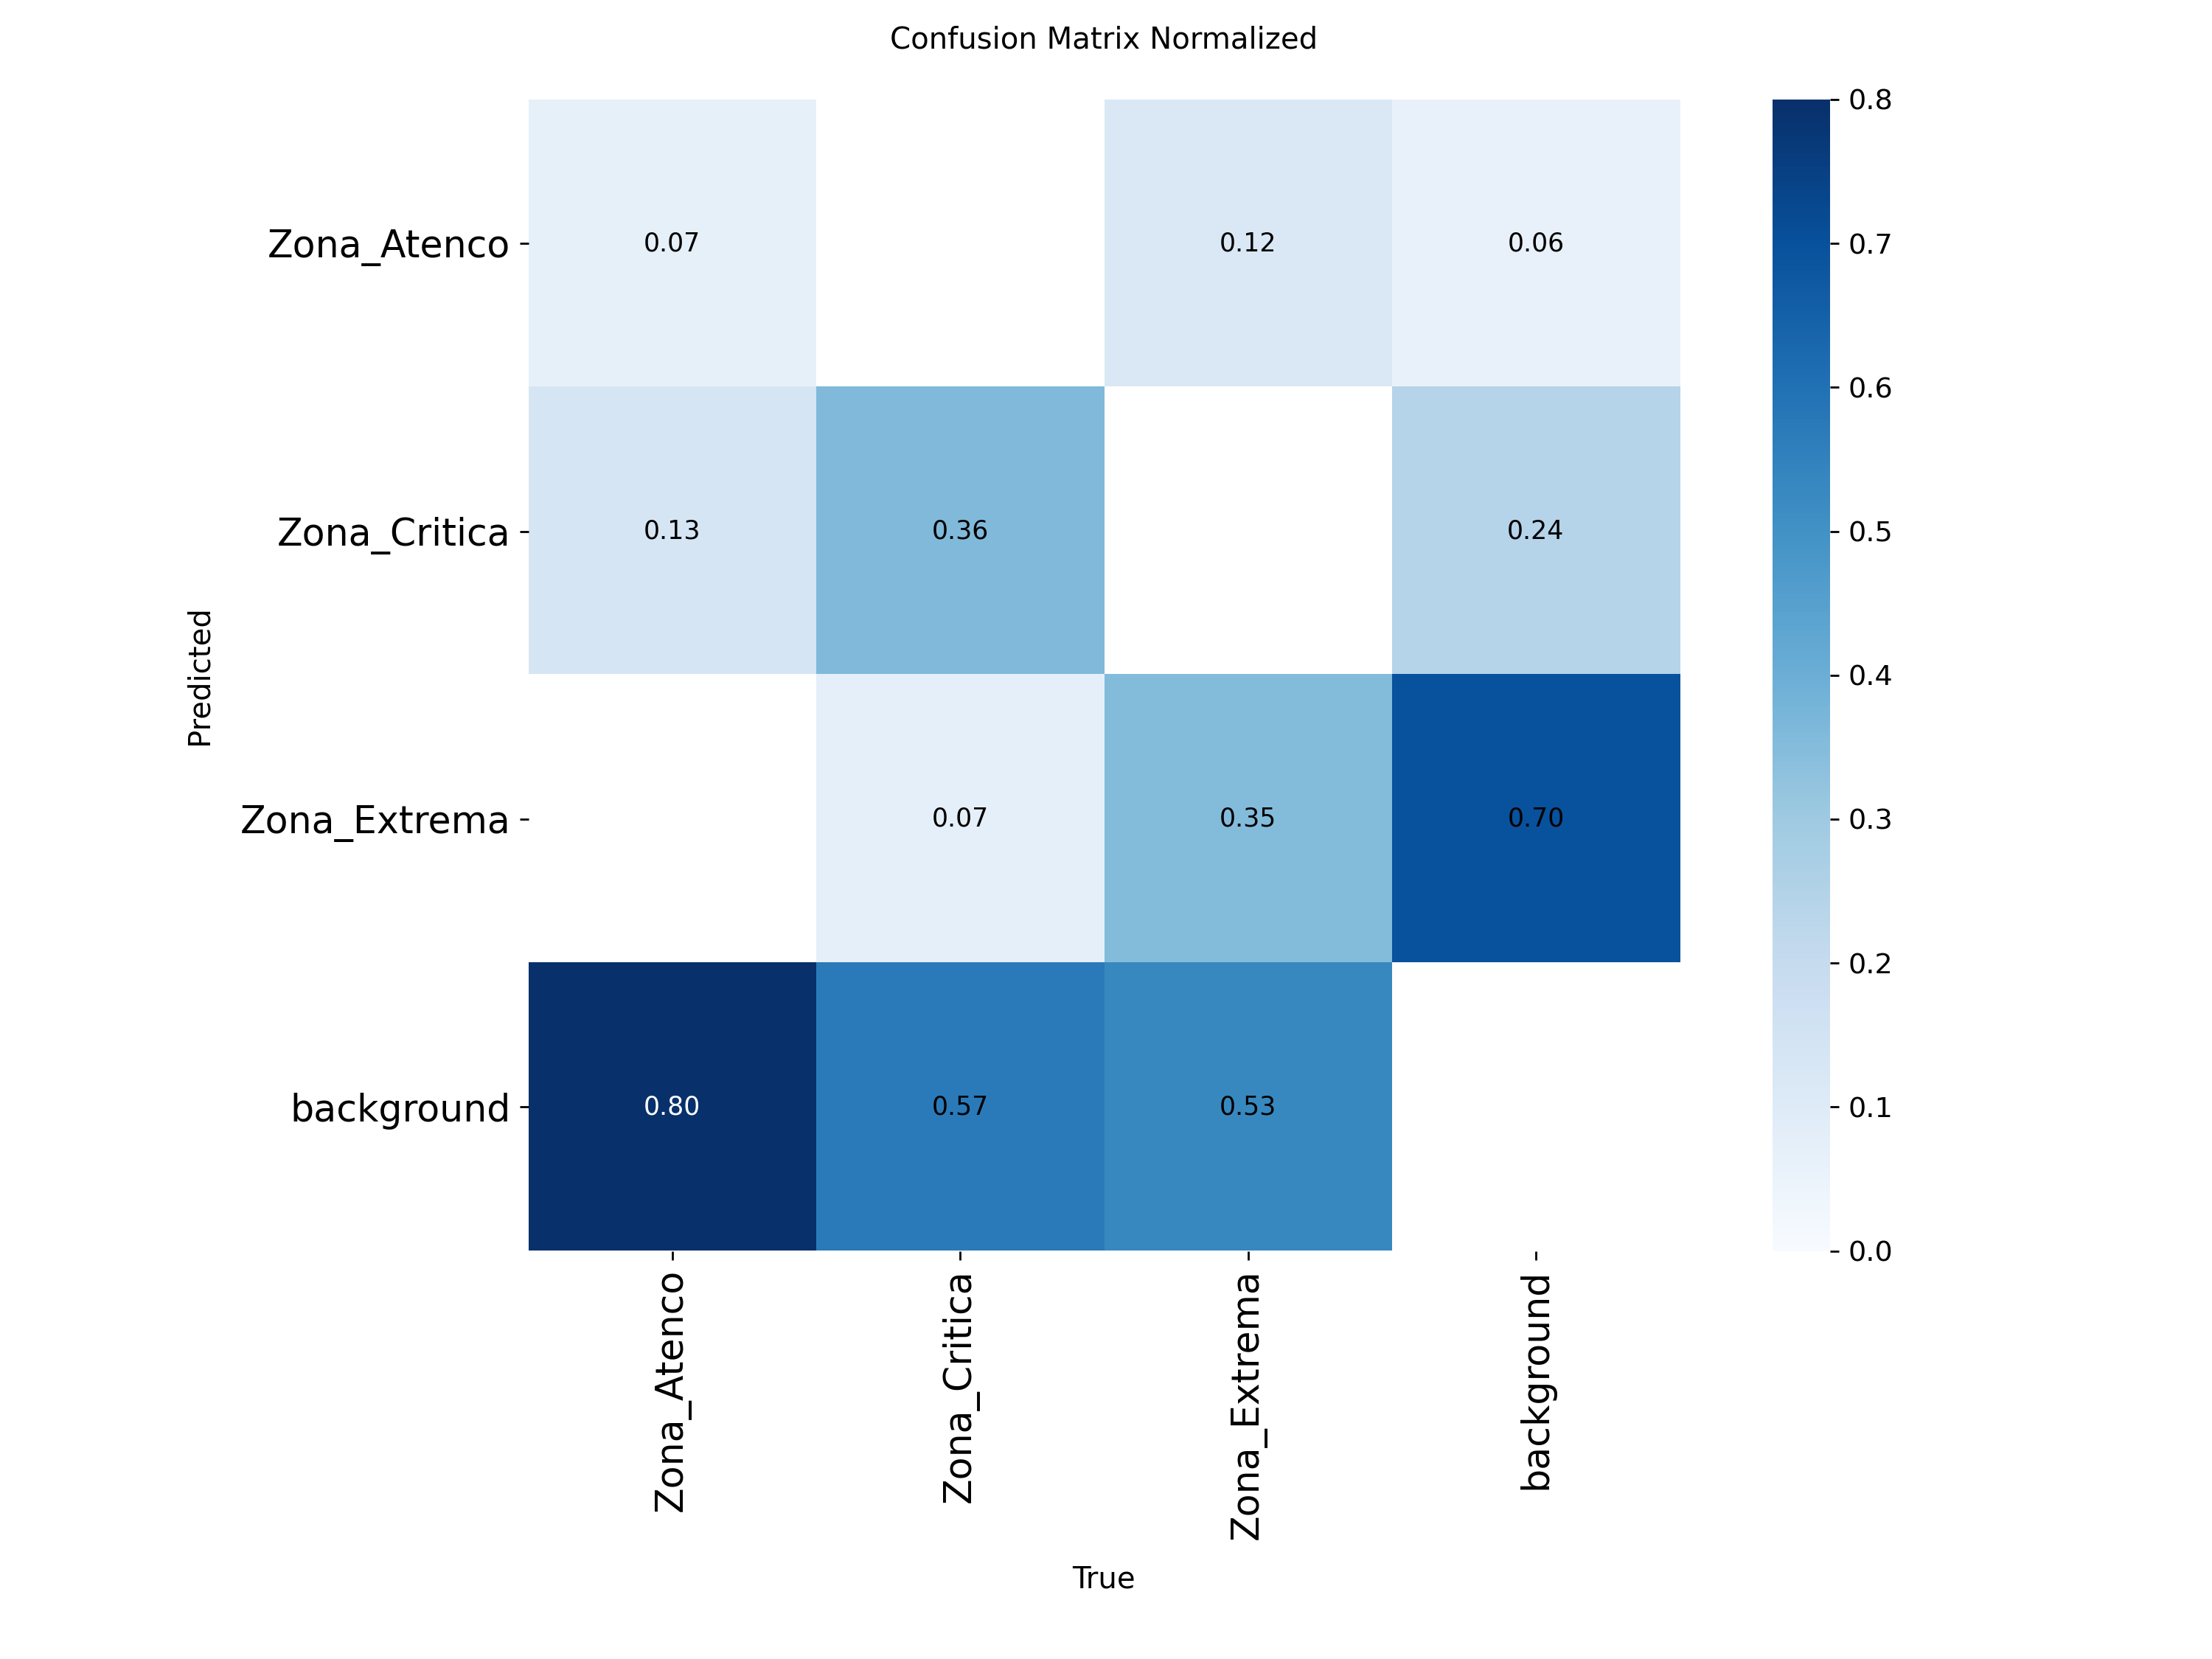 Confusion Matrix Normalized
Zona_Atenco
0.07
0.12
0.06
Zona_Critica
0.13
0.36
0.24
Zona_Extrema
0.07
0.35
0.70
background
0.80
0.57
0.53
Predicted
Zona_Atenco
Zona_Critica
Zona_Extrema
background
True
0.8
0.7
0.6
0.5
0.4
0.3
0.2
0.1
0.0